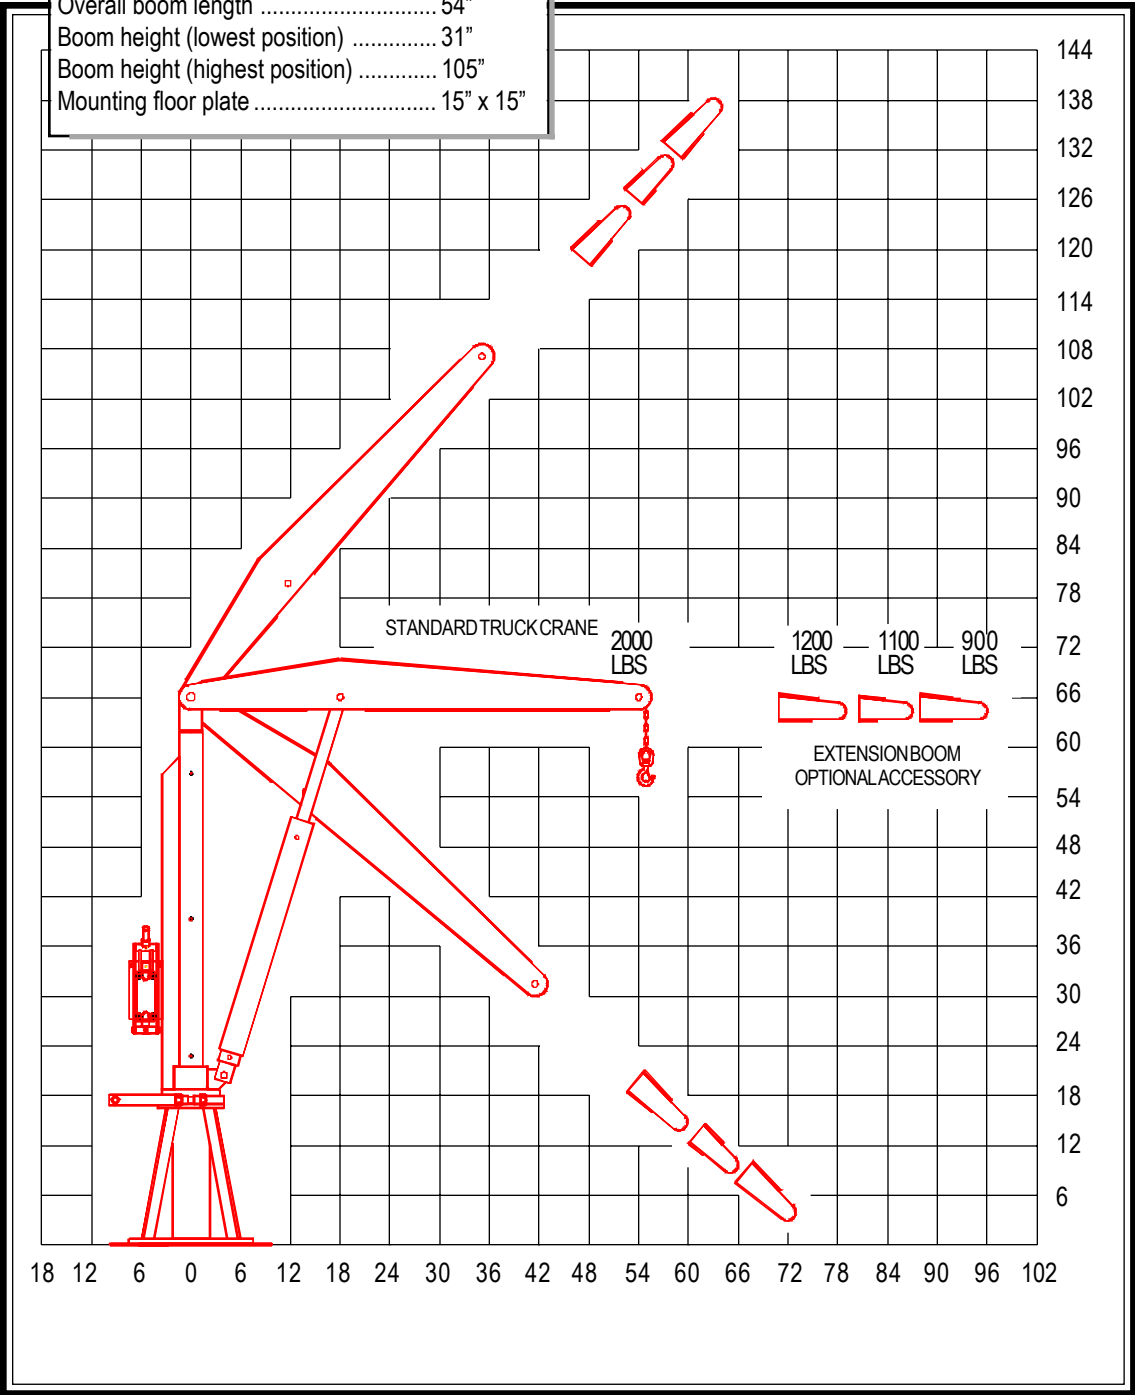 Overall boom length ............................. 54”
Boom height (lowest position) .............. 31”
Boom height (highest position) ............. 105”
Mounting floor plate .............................. 15” x 15”
144
138
132
126
120
114
108
102
96
90
84
78
STANDARD TRUCK CRANE
2000
LBS
1200
LBS
1100
LBS
900
LBS
72
66
60
EXTENSION BOOM
OPTIONAL ACCESSORY
54
48
42
36
30
24
18
12
6
18 12 6 0 6 12 18 24 30 36 42 48 54 60 66 72 78 84 90 96 102